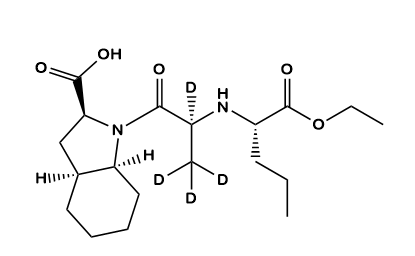 O OH
O D H O
N N O
H H
D D
D